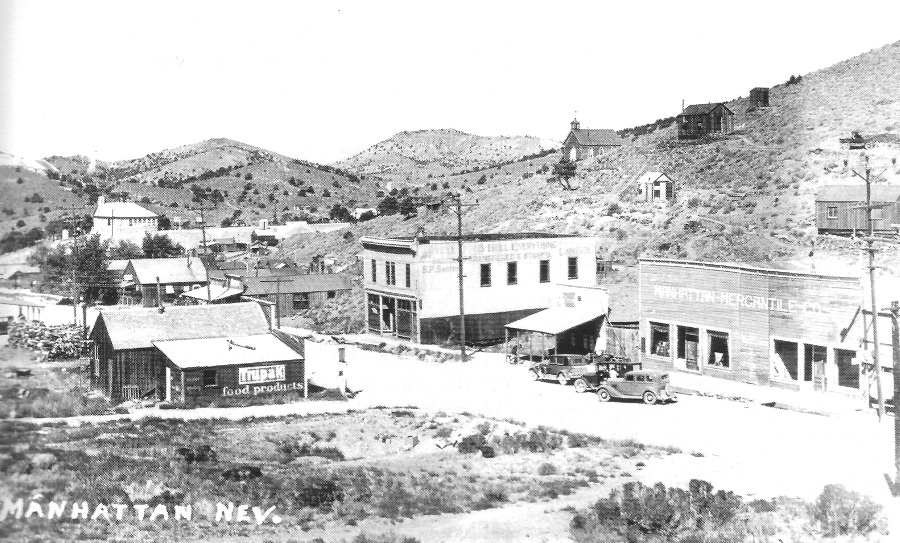 SELL EVERYTHING
MANHATTAN MERCANTILE CO.
Trupak
food products
MANHATTAN NEV.